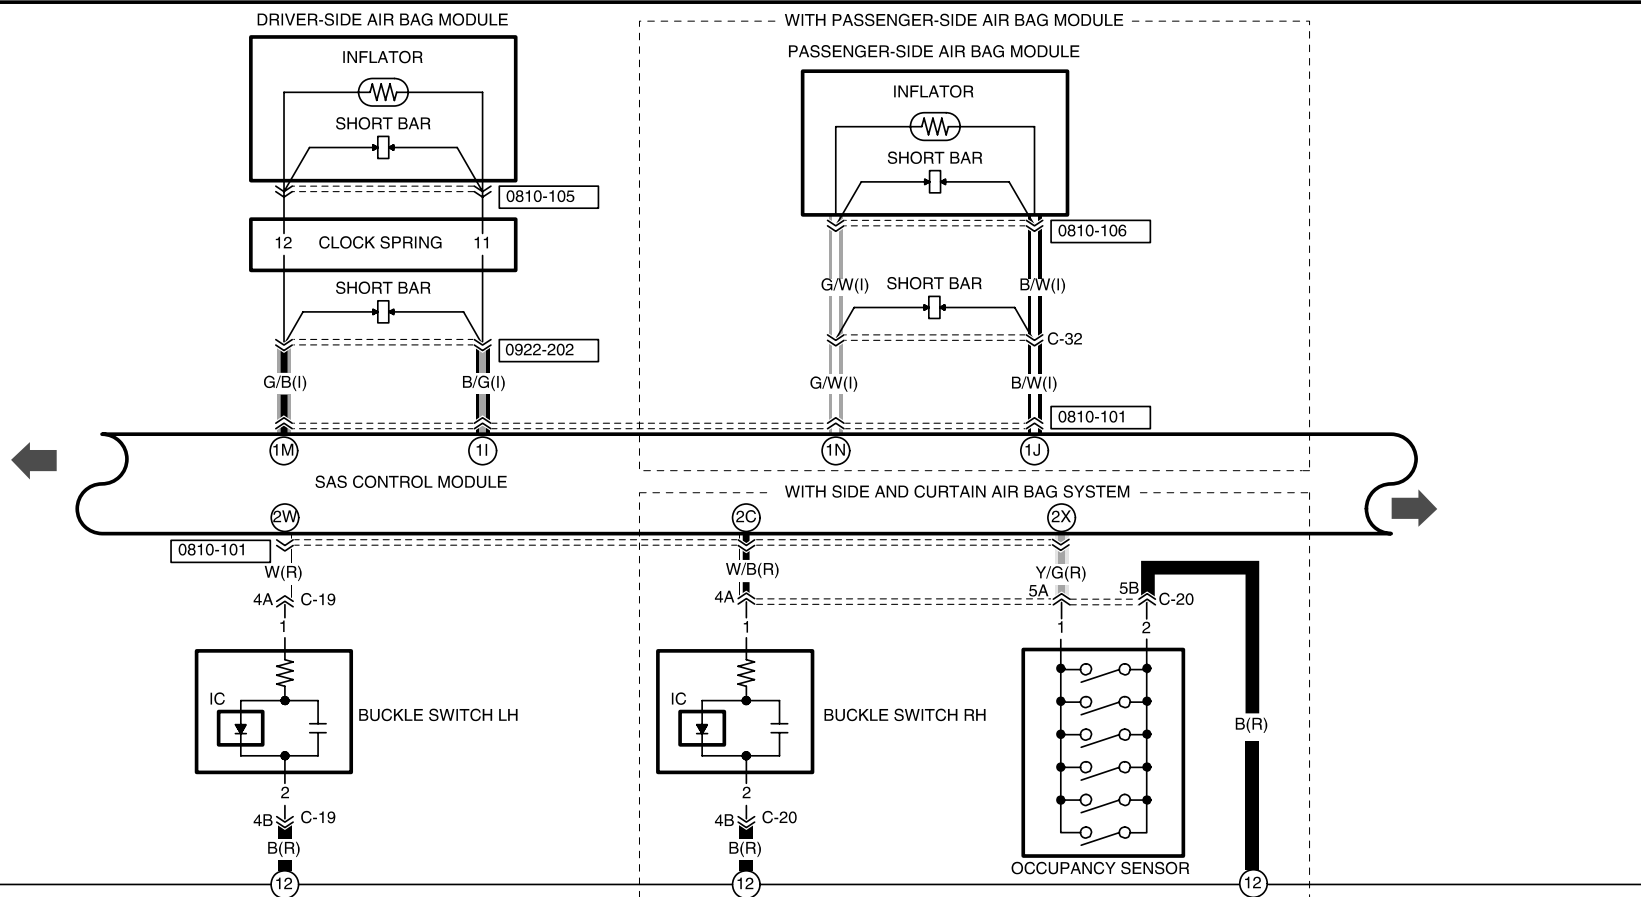 DRIVER-SIDE AIR BAG MODULE
WITH PASSENGER-SIDE AIR BAG MODULE
PASSENGER-SIDE AIR BAG MODULE
INFLATOR
INFLATOR
SHORT BAR
SHORT BAR
0810-105
0810-106
12 CLOCK SPRING 11
SHORT BAR
G/W(I) SHORT BAR B/W(I)
C-32
0922-202
G/B(I) B/G(I)
G/W(I) B/W(I)
0810-101
1M 1I 1N 1J
SAS CONTROL MODULE
WITH SIDE AND CURTAIN AIR BAG SYSTEM
2W 2C 2X
0810-101
W(R) W/B(R) Y/G(R)
4A C-19 4A 5A 5B C-20
1 1 1 2
IC IC
BUCKLE SWITCH LH BUCKLE SWITCH RH
B(R)
2 2
4B C-19 4B C-20
B(R) B(R)
OCCUPANCY SENSOR
12 12 12